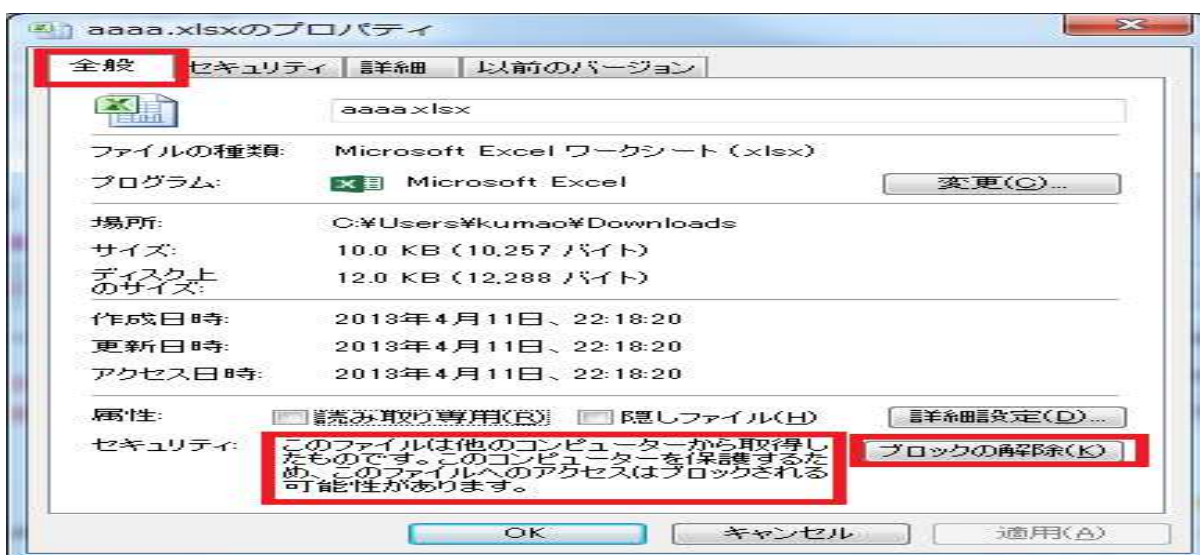 aaaa.xlsxのプロパティ
全般 セキュリティ 詳細 以前のバージョン
aaaa.xlsx
ファイルの種類: Microsoft Excel ワークシート (.xlsx)
プログラム: Microsoft Excel 変更(C)...
場所: C:¥Users¥kumao¥Downloads
サイズ: 10.0 KB (10,257 バイト)
ディスク上
のサイズ: 12.0 KB (12,288 バイト)
作成日時: 2013年4月11日、22:18:20
更新日時: 2013年4月11日、22:18:20
アクセス日時: 2013年4月11日、22:18:20
属性: 読み取り専用(R) 隠しファイル(H) 詳細設定(D)...
セキュリティ: このファイルは他のコンピューターから取得し
たものです。このコンピューターを保護するた
め、このファイルへのアクセスはブロックされる
可能性があります。
ブロックの解除(K)
OK キャンセル 適用(A)